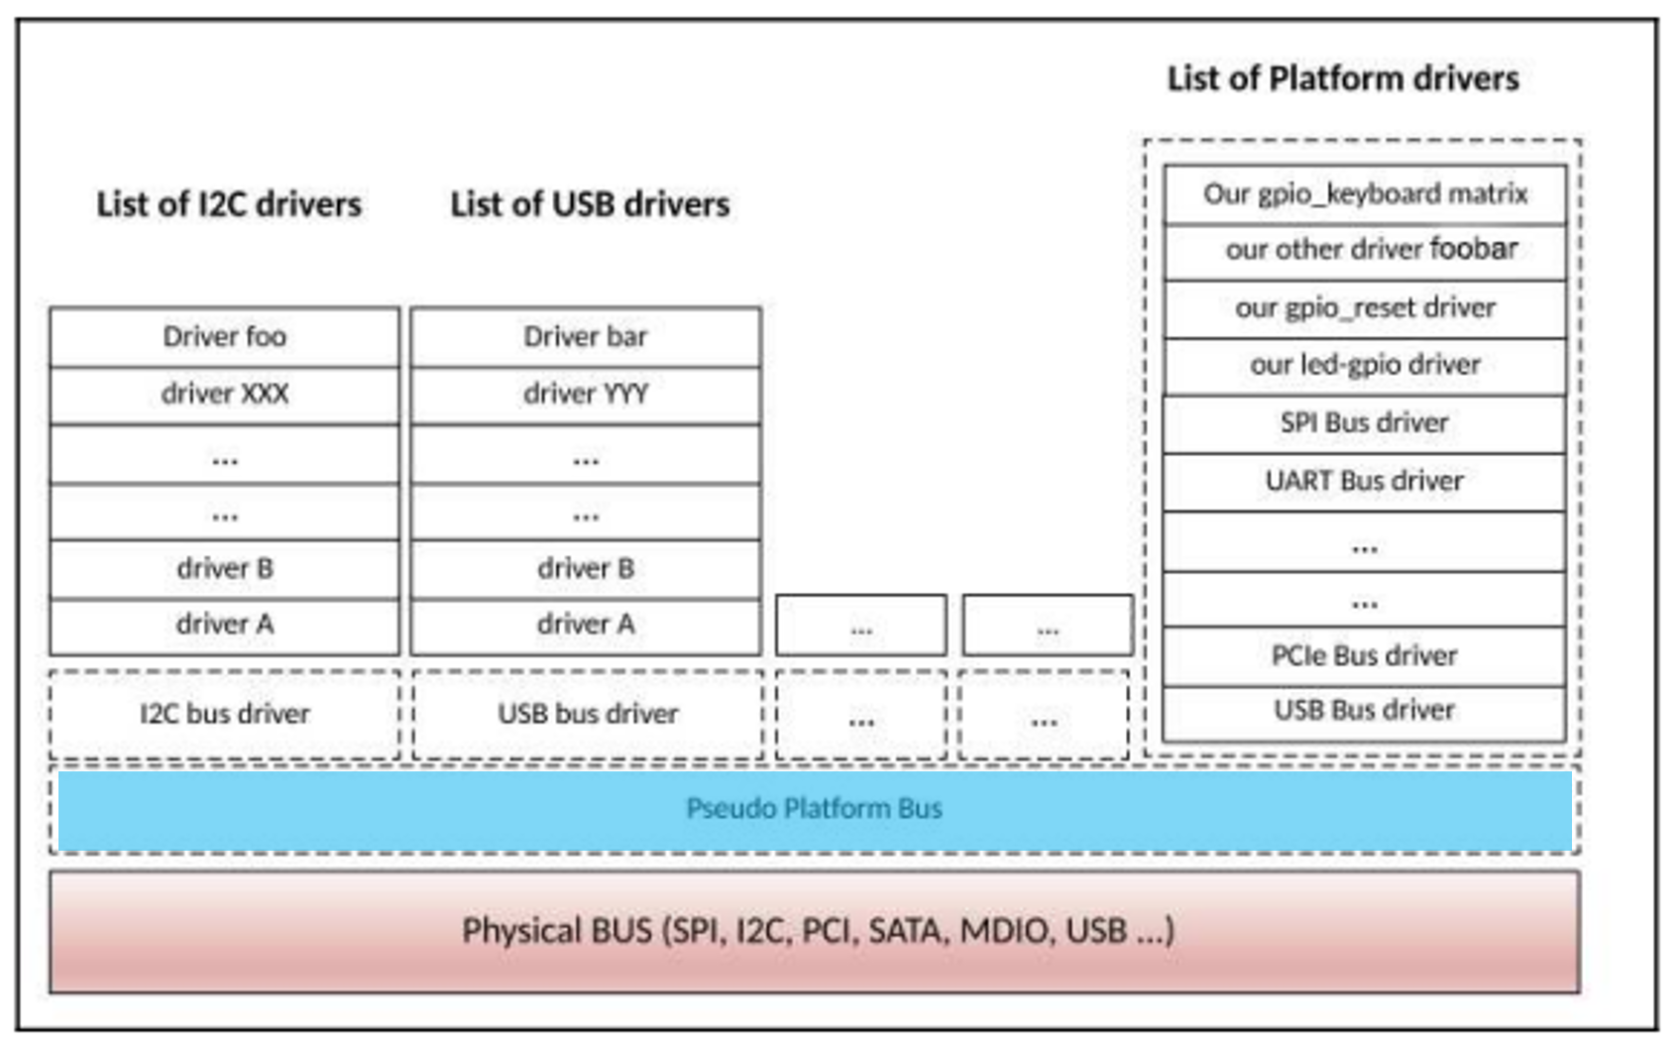 List of Platform drivers
List of I2C drivers
List of USB drivers
Our gpio_keyboard matrix
our other driver foobar
our gpio_reset driver
our led-gpio driver
SPI Bus driver
UART Bus driver
...
...
PCIe Bus driver
USB Bus driver
Driver foo
driver XXX
...
...
driver B
driver A
Driver bar
driver YYY
...
...
driver B
driver A
...
...
I2C bus driver
USB bus driver
...
...
Pseudo Platform Bus
Physical BUS (SPI, I2C, PCI, SATA, MDIO, USB ...)